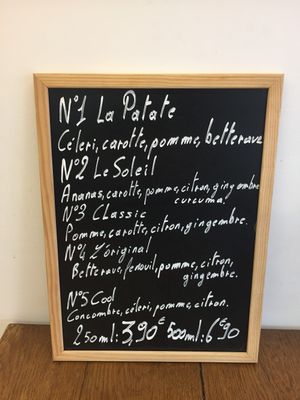 N°1 La Patate
Céleri, carotte, pomme, betterave
N°2 Le Soleil
Ananas, carotte, pomme, citron, gingembre
curcuma.
N°3 Classic
Pomme, carotte, citron, gingembre.
N°4 L'original
Betterave, fenouil, pomme, citron,
gingembre.
N°5 Cool
Concombre, céleri, pomme, citron.
250ml: 3,90€ 500ml: 6€90